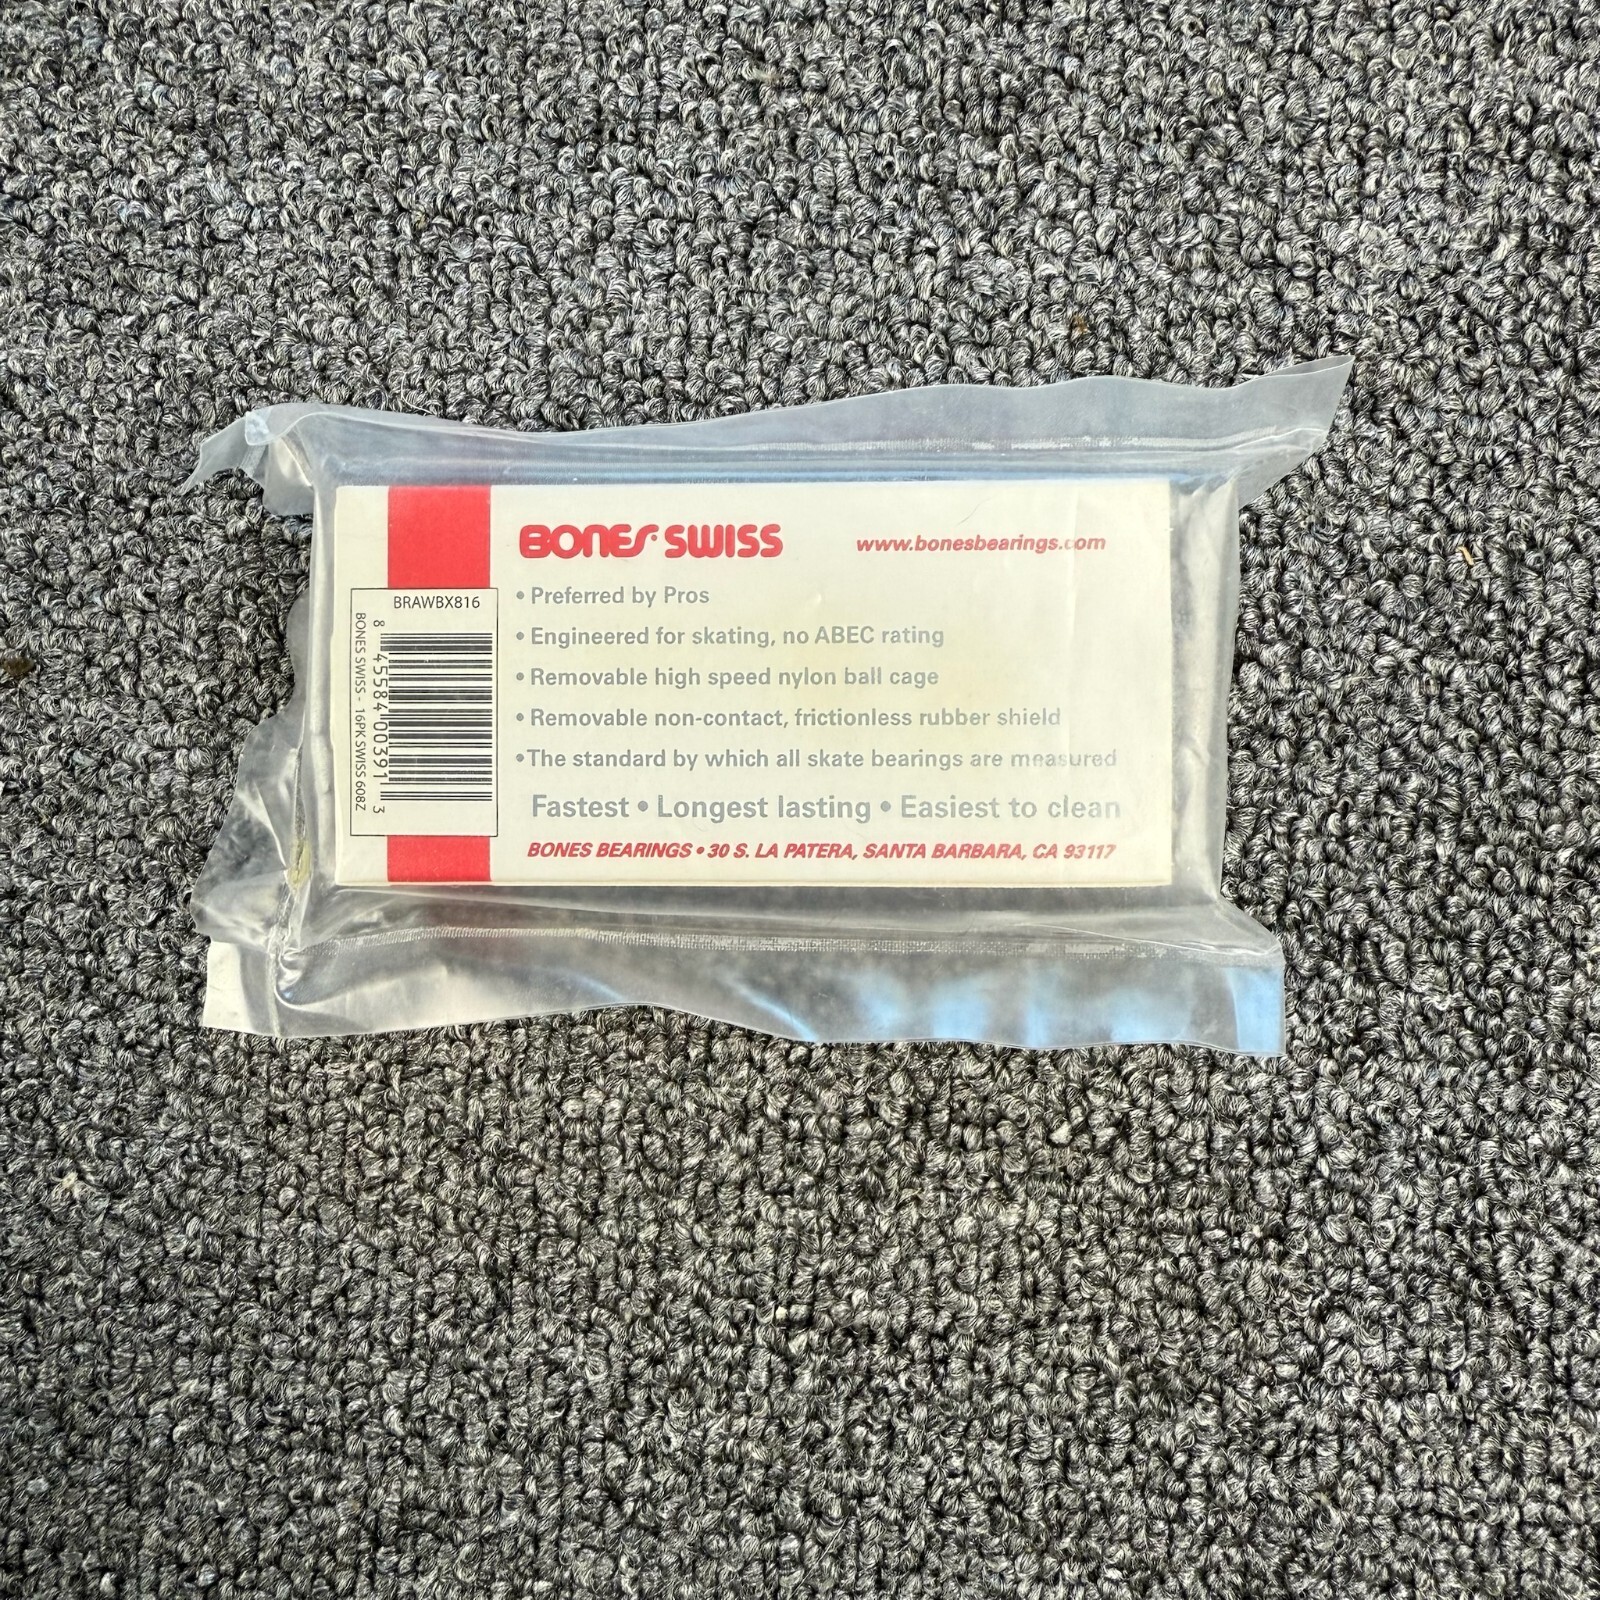 BONES SWISS
www.bonesbearings.com
• Preferred by Pros
• Engineered for skating, no ABEC rating
• Removable high speed nylon ball cage
• Removable non-contact, frictionless rubber shield
• The standard by which all skate bearings are measured
Fastest • Longest lasting • Easiest to clean
BONES BEARINGS • 30 S. LA PATERA, SANTA BARBARA, CA 93117
BRAWBX816
8 45584 00391 3
BONES SWISS - 16PK SWISS 608Z